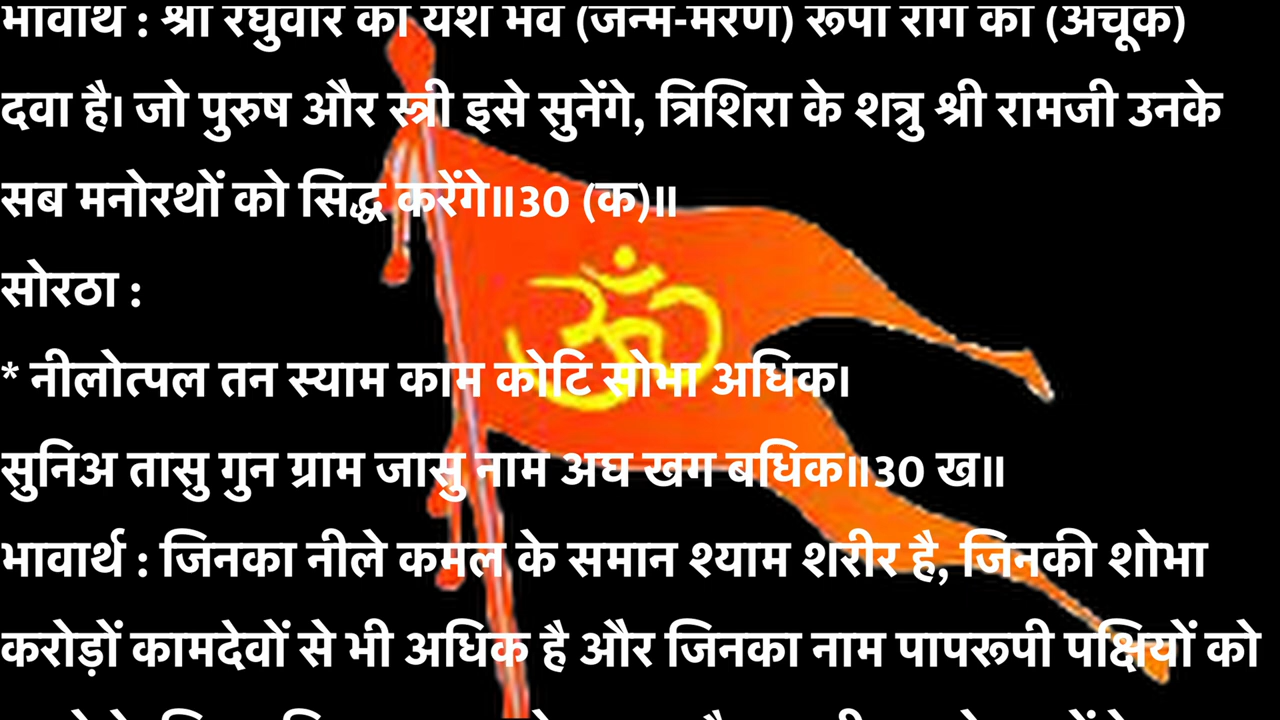 भावार्थ : श्री रघुवीर का यश भव (जन्म-मरण) रूपी रोग की (अचूक)
दवा है। जो पुरुष और स्त्री इसे सुनेंगे, त्रिशिरा के शत्रु श्री रामजी उनके
सब मनोरथों को सिद्ध करेंगे॥30 (क)॥
सोरठा :
* नीलोत्पल तन स्याम काम कोटि सोभा अधिक।
सुनिअ तासु गुन ग्राम जासु नाम अघ खग बधिक॥30 ख॥
भावार्थ : जिनका नीले कमल के समान श्याम शरीर है, जिनकी शोभा
करोड़ों कामदेवों से भी अधिक है और जिनका नाम पापरूपी पक्षियों को